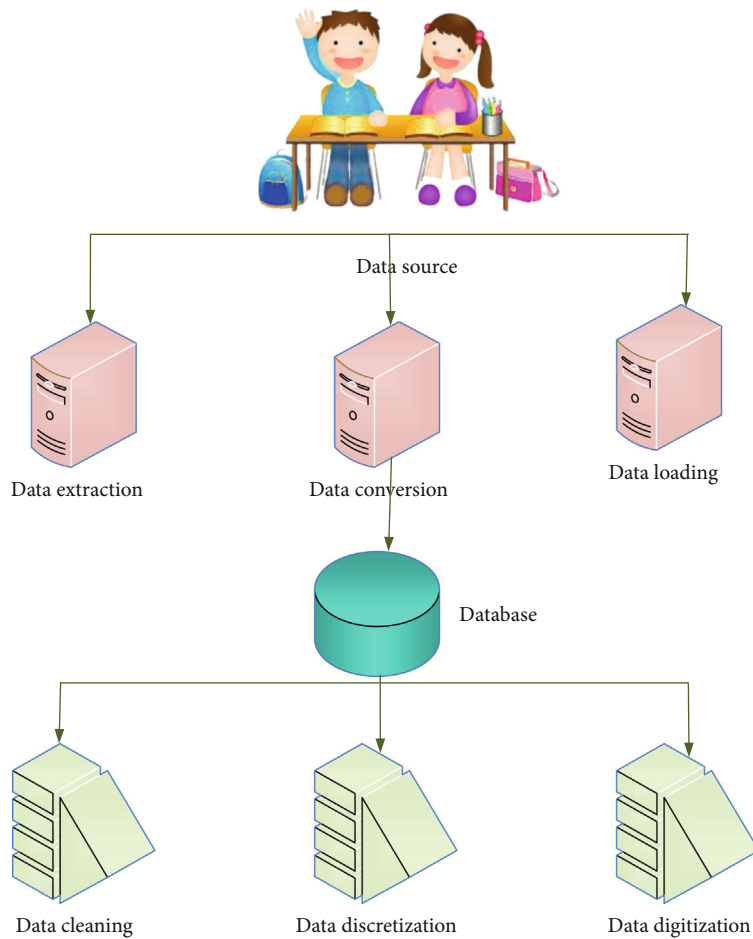 Data source
Data extraction
Data conversion
Data loading
Database
Data cleaning
Data discretization
Data digitization